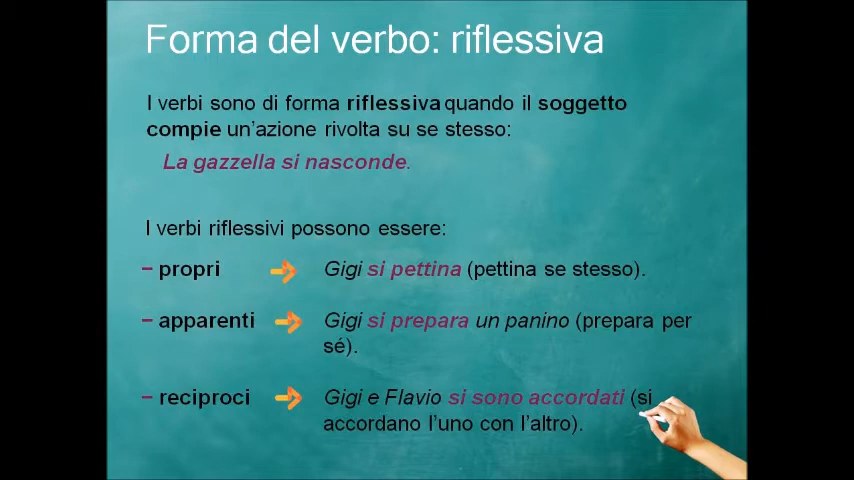 Forma del verbo: riflessiva
I verbi sono di forma riflessiva quando il soggetto
compie un'azione rivolta su se stesso:
La gazzella si nasconde.
I verbi riflessivi possono essere:
– propri ➔ Gigi si pettina (pettina se stesso).
– apparenti ➔ Gigi si prepara un panino (prepara per
sé).
– reciproci ➔ Gigi e Flavio si sono accordati (si
accordano l'uno con l'altro).